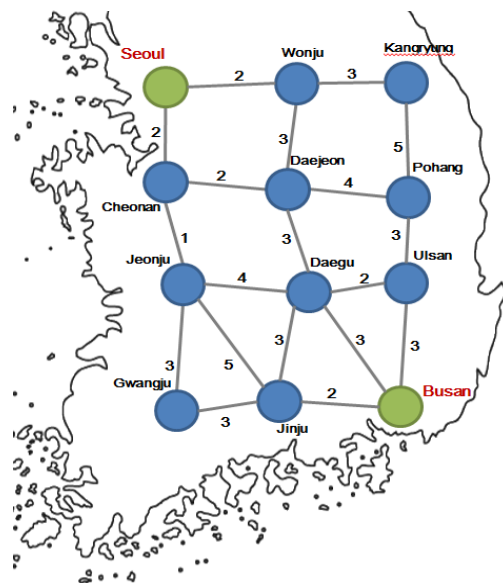 Kangryung
Wonju
Seoul
2
3
2
3
5
Daejeon
Pohang
2
4
Cheonan
1
3
3
Jeonju
Daegu
Ulsan
4
2
3
5
3
3
3
Gwangju
Busan
2
3
Jinju